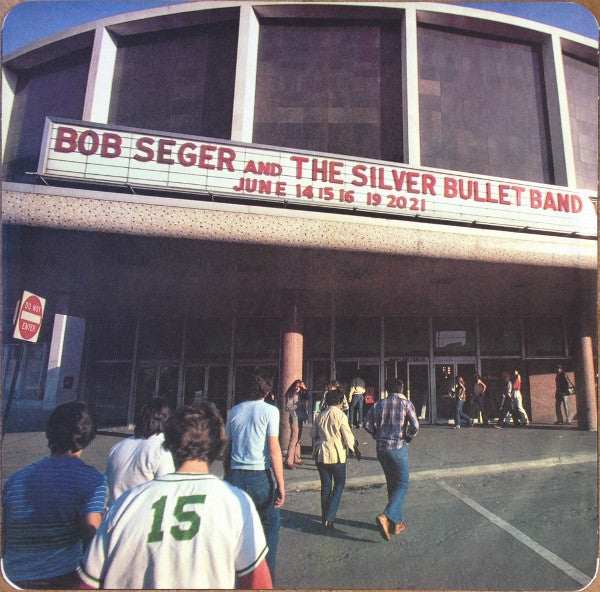 BOB SEGER AND THE SILVER BULLET BAND
JUNE 14 15 16 19 20 21
DO NOT
ENTER
15